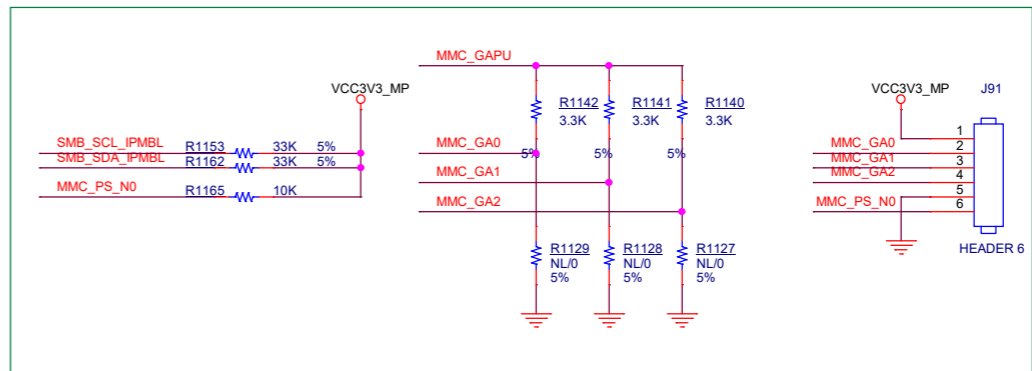 MMC_GAPU
VCC3V3_MP
VCC3V3_MP
J91
R1142
3.3K
R1141
3.3K
R1140
3.3K
SMB_SCL_IPMBL R1153 33K 5%
SMB_SDA_IPMBL R1162 33K 5%
MMC_PS_N0 R1165 10K
MMC_GA0
5% 5% 5%
MMC_GA1
MMC_GA2
R1129
NL/0
5%
R1128
NL/0
5%
R1127
NL/0
5%
1
MMC_GA0 2
MMC_GA1 3
MMC_GA2 4
5
MMC_PS_N0 6
HEADER 6